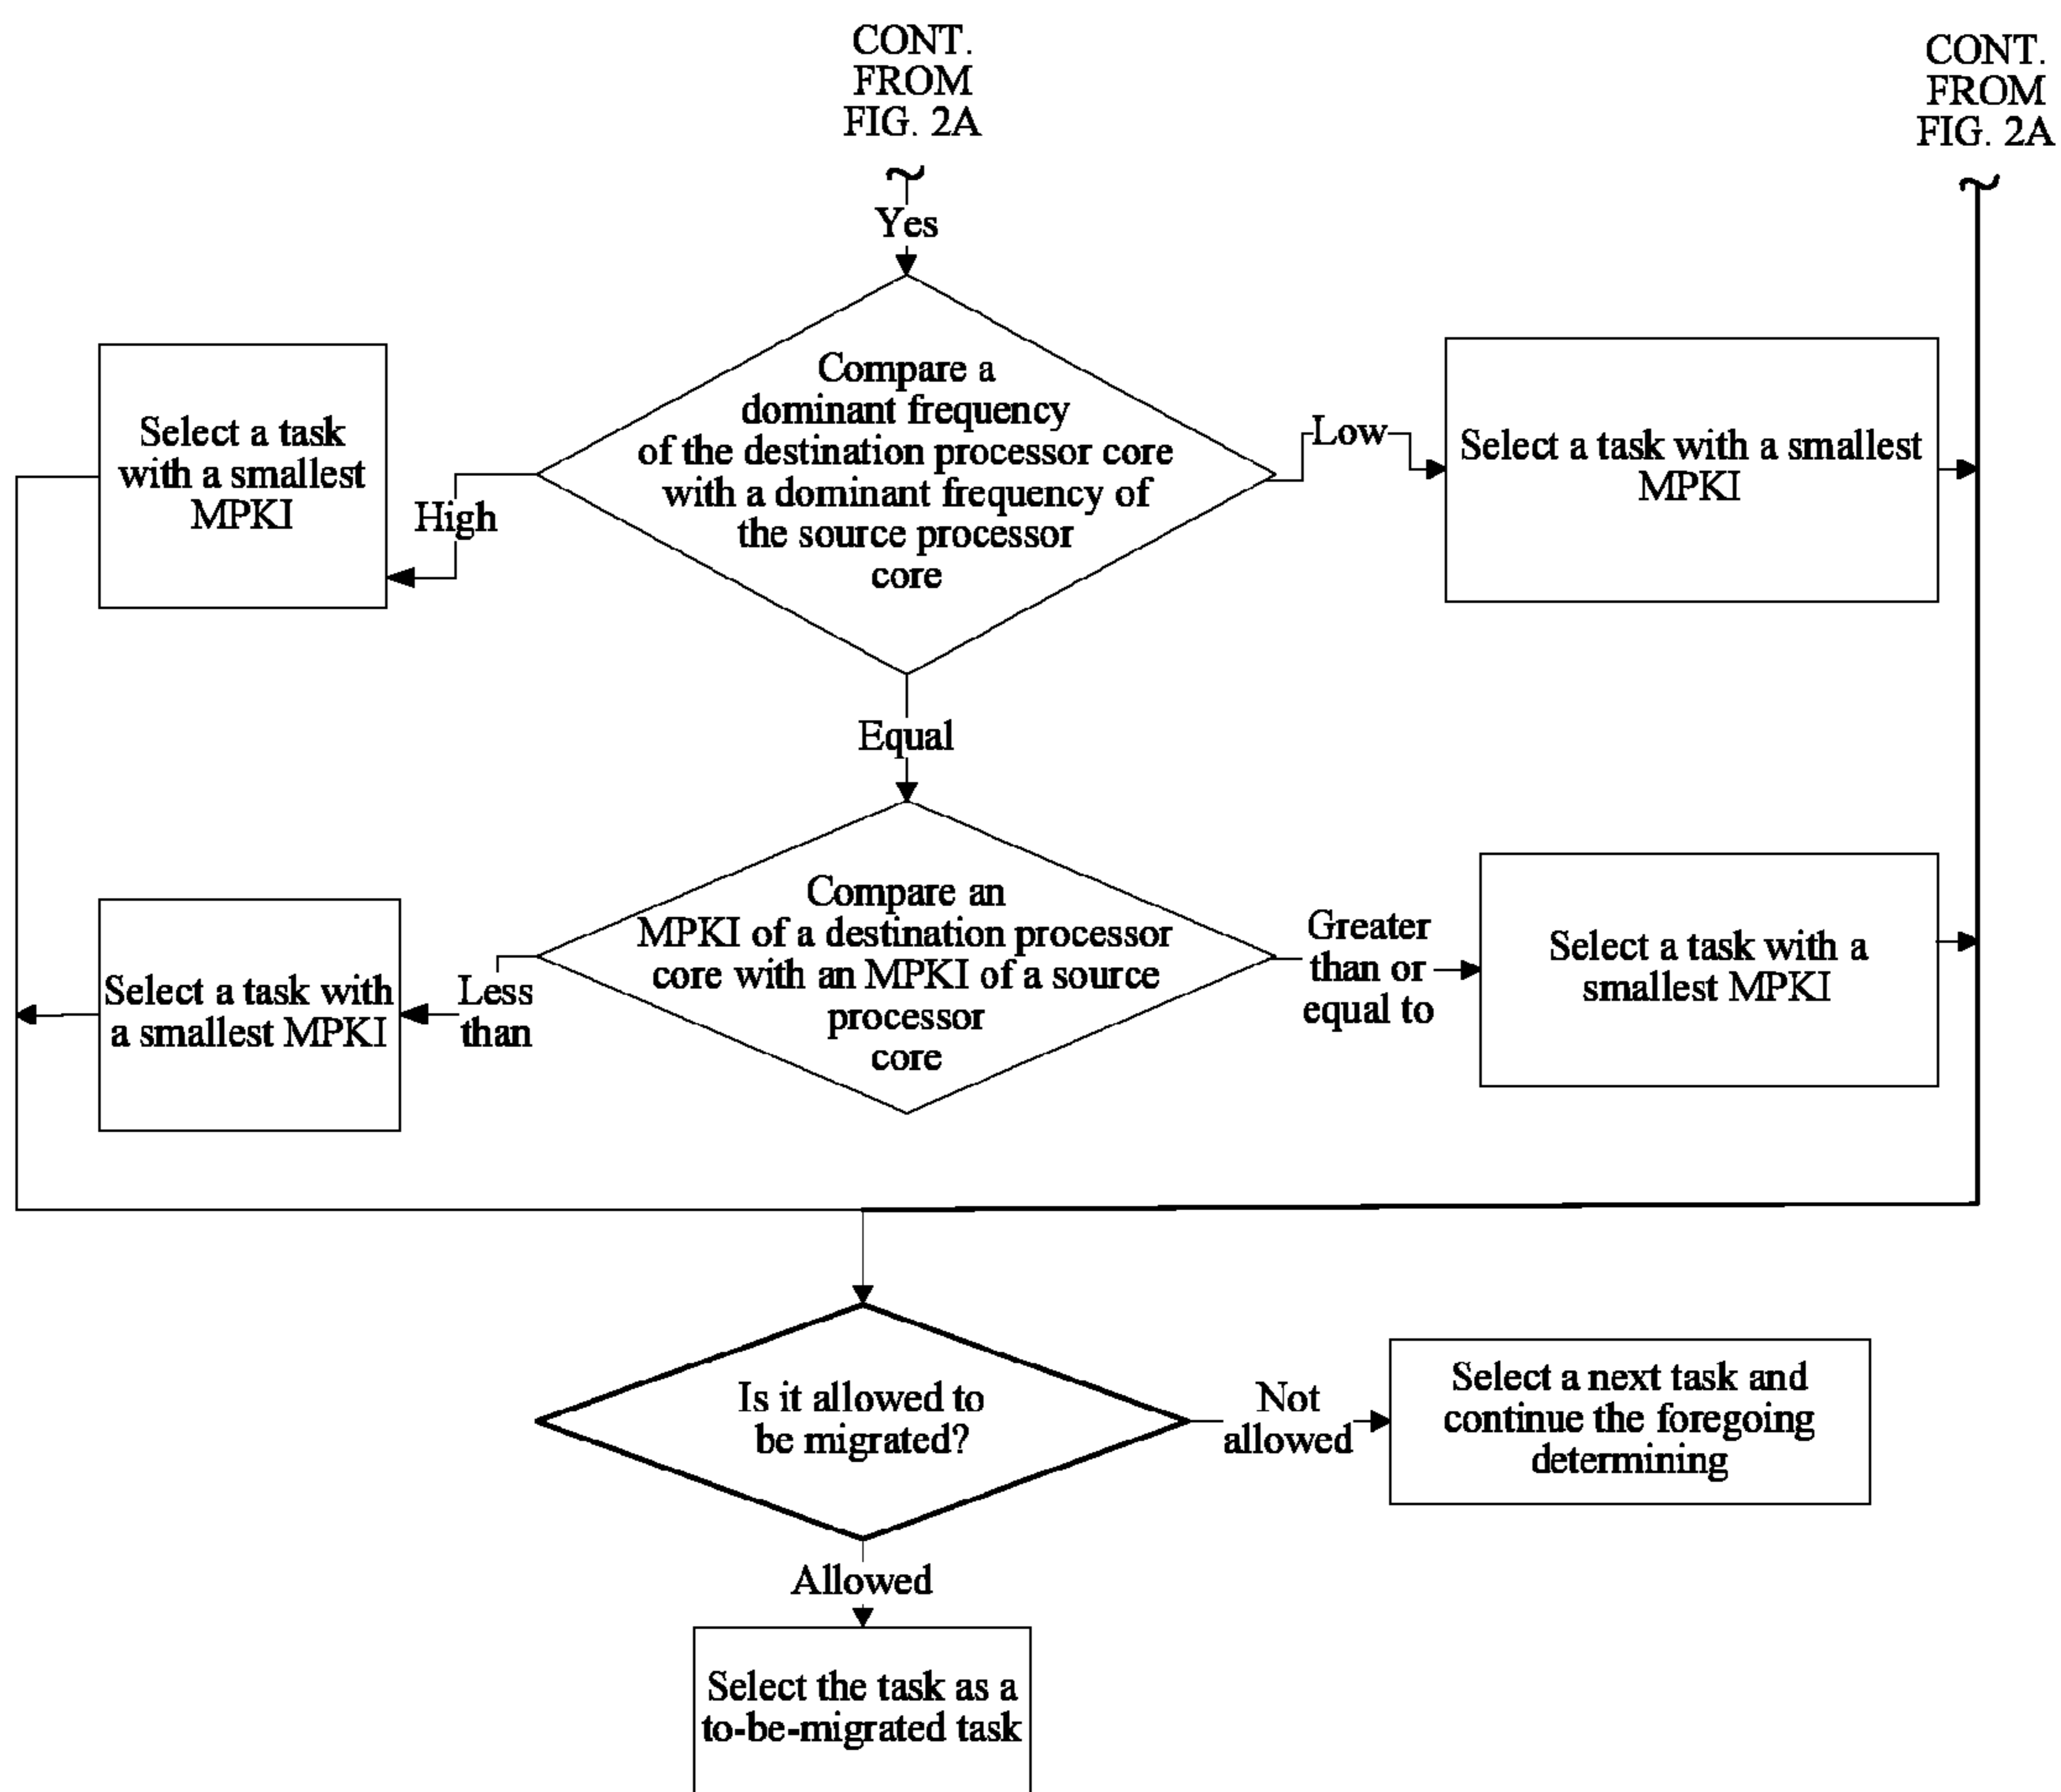 CONT.
FROM
FIG. 2A
CONT.
FROM
FIG. 2A
Yes
Compare a
dominant frequency
of the destination processor core
with a dominant frequency of
the source processor
core
High
Select a task
with a smallest
MPKI
Low
Select a task with a smallest
MPKI
Equal
Compare an
MPKI of a destination processor
core with an MPKI of a source
processor
core
Less
than
Select a task with
a smallest MPKI
Greater
than or
equal to
Select a task with a
smallest MPKI
Is it allowed to
be migrated?
Not
allowed
Select a next task and
continue the foregoing
determining
Allowed
Select the task as a
to-be-migrated task